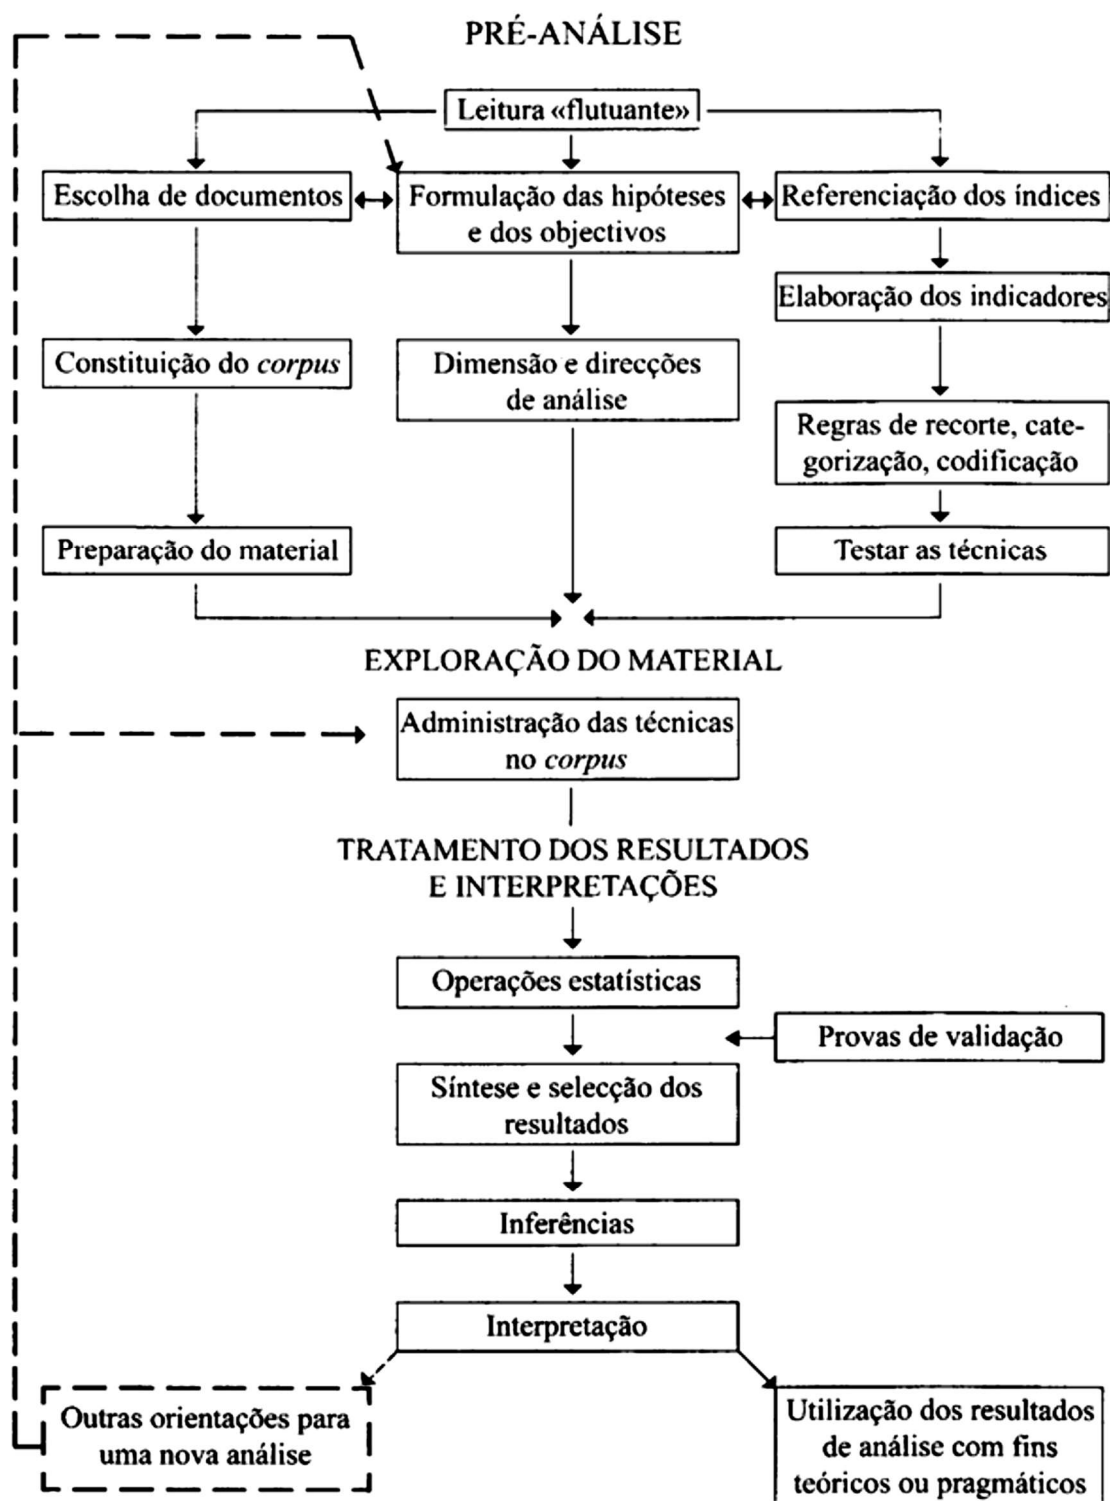 PRÉ-ANÁLISE
Leitura «flutuante»
Escolha de documentos
Formulação das hipóteses
e dos objectivos
Referenciação dos índices
Elaboração dos indicadores
Constituição do corpus
Dimensão e direcções
de análise
Regras de recorte, cate-
gorização, codificação
Preparação do material
Testar as técnicas
EXPLORAÇÃO DO MATERIAL
Administração das técnicas
no corpus
TRATAMENTO DOS RESULTADOS
E INTERPRETAÇÕES
Operações estatísticas
Provas de validação
Síntese e selecção dos
resultados
Inferências
Interpretação
Outras orientações para
uma nova análise
Utilização dos resultados
de análise com fins
teóricos ou pragmáticos